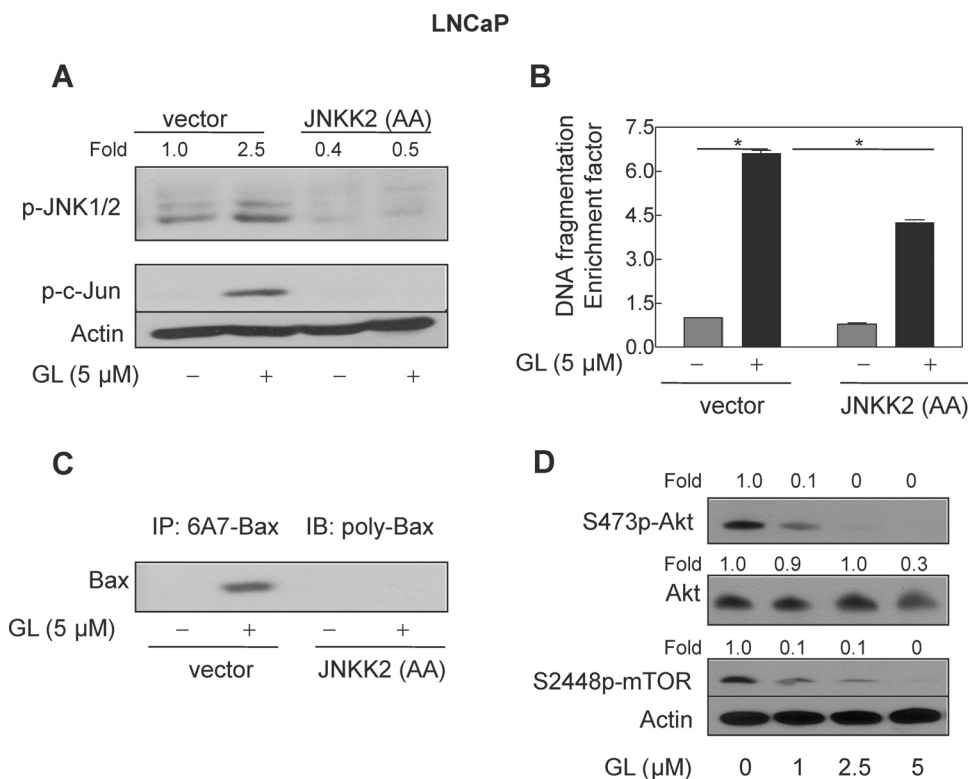 LNCaP
A
vector JNKK2 (AA)
Fold 1.0 2.5 0.4 0.5
p-JNK1/2
p-c-Jun
Actin
GL (5 µM) − + − +
B
DNA fragmentation
Enrichment factor
7.5
6.0
4.5
3.0
1.5
0.0
* *
GL (5 µM) − + − +
vector JNKK2 (AA)
C
IP: 6A7-Bax IB: poly-Bax
Bax
GL (5 µM) − + − +
vector JNKK2 (AA)
D
Fold 1.0 0.1 0 0
S473p-Akt
Fold 1.0 0.9 1.0 0.3
Akt
Fold 1.0 0.1 0.1 0
S2448p-mTOR
Actin
GL (µM) 0 1 2.5 5